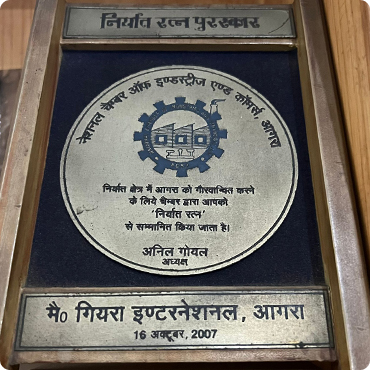 निर्यात रत्न पुरस्कार
नेशनल चैम्बर ऑफ इण्डस्ट्रीज एण्ड कॉमर्स, आगरा
निर्यात क्षेत्र में आगरा को गौरवान्वित करने
के लिये चैम्बर द्वारा आपको
'निर्यात रत्न'
से सम्मानित किया जाता है।
अनिल गोयल
अध्यक्ष
मै० गियरा इण्टरनेशनल, आगरा
16 अक्टूबर, 2007